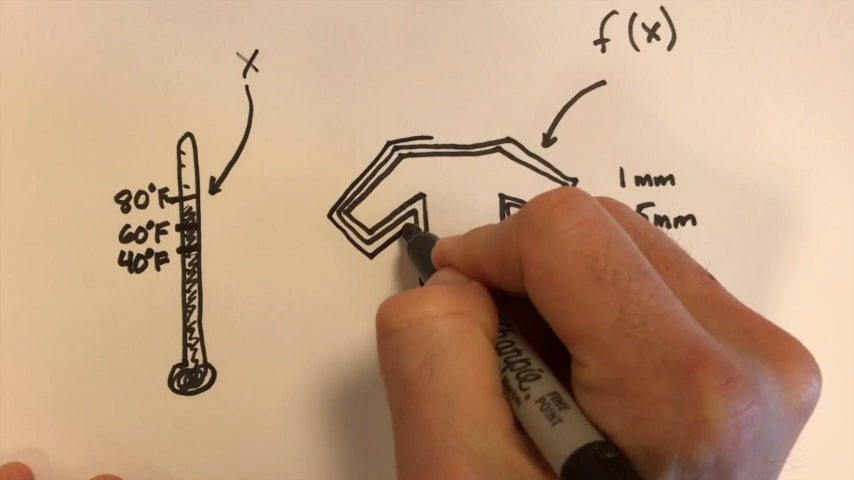 x
f(x)
80°F
60°F
40°F
1mm
5mm
Sharpie.
FINE
POINT